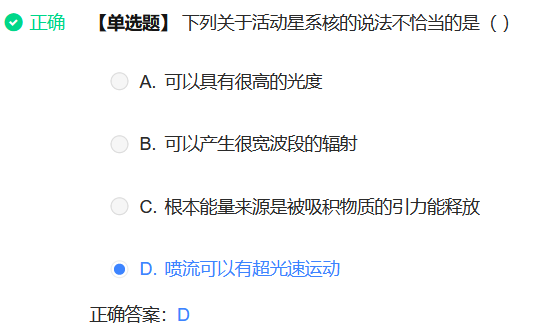 正确 【单选题】 下列关于活动星系核的说法不恰当的是（ ）
A. 可以具有很高的光度
B. 可以产生很宽波段的辐射
C. 根本能量来源是被吸积物质的引力能释放
D. 喷流可以有超光速运动
正确答案： D